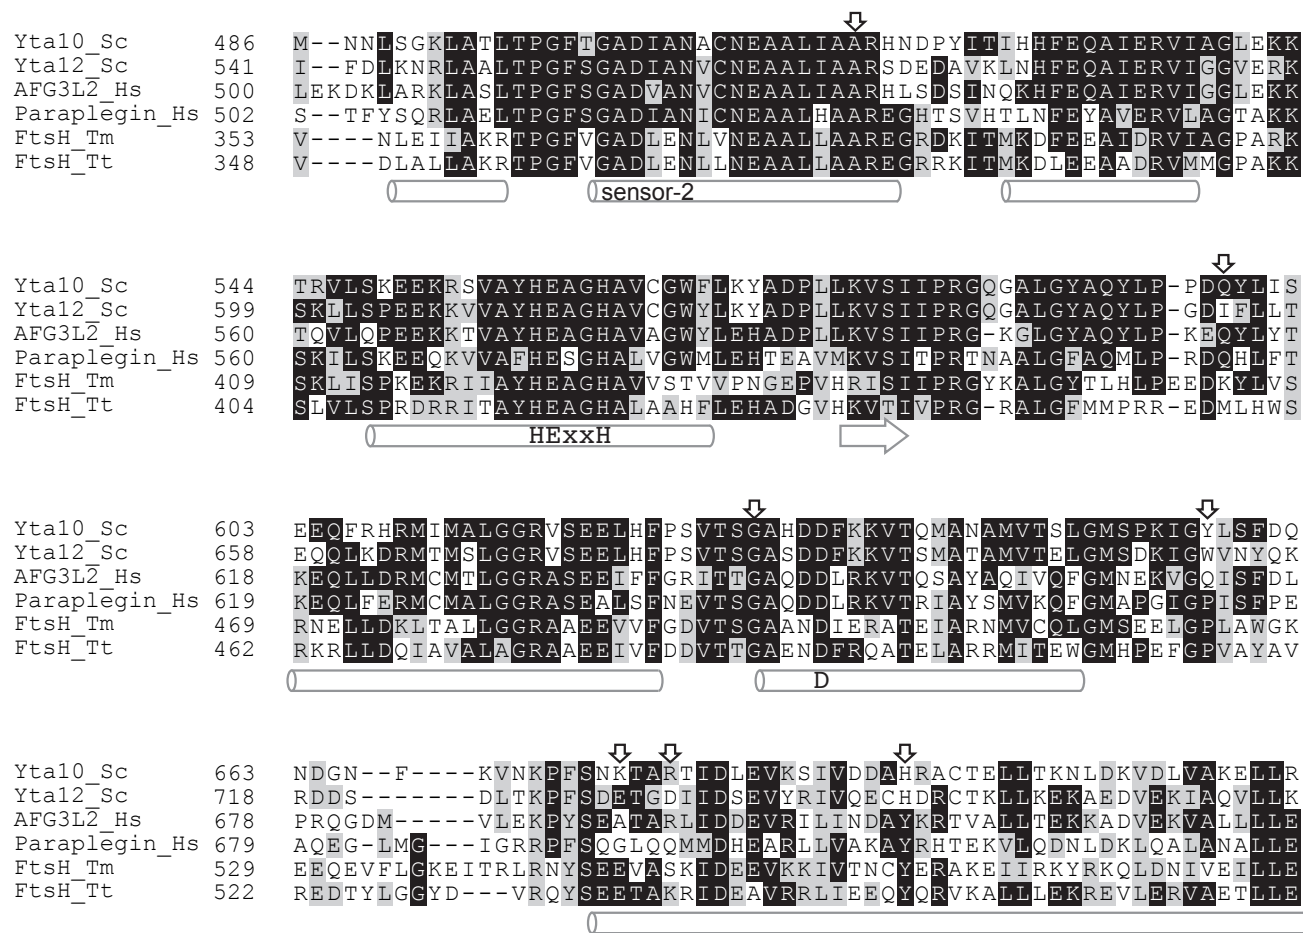 Yta10_Sc 486 M--NNLSGKLATLTPGFTGADIANACNEAALIAARHNDPYITIHHFEQAIERVIAGLEKK
Yta12_Sc 541 I--FDLKNRLAALTPGFSGADIANVCNEAALIAARSDEDAVKLNHFEQAIERVIGGVERK
AFG3L2_Hs 500 LEKDKLARKLASLTPGFSGADVANVCNEAALIAARHLSDSINQKHFEQAIERVIGGLEKK
Paraplegin_Hs 502 S--TFYSQRLAELTPGFSGADIANICNEAALHAAREGHTSVHTLNFEYAVERVLAGTAKK
FtsH_Tm 353 V----NLEIIAKRTPGFVGADLENLVNEAALLAAREGRDKITMKDFEEAIDRVIAGPARK
FtsH_Tt 348 V----DLALLAKRTPGFVGADLENLLNEAALLAAREGRRKITMKDLEEAADRVMMGPAKK
sensor-2
Yta10_Sc 544 TRVLSKEEKRSVAYHEAGHAVCGWFLKYADPLLKVSIIPRGQGALGYAQYLP-PDQYLIS
Yta12_Sc 599 SKLLSPEEKKVVAYHEAGHAVCGWYLKYADPLLKVSIIPRGQGALGYAQYLP-GDIFLLT
AFG3L2_Hs 560 TQVLQPEEKKTVAYHEAGHAVAGWYLEHADPLLKVSIIPRG-KGLGYAQYLP-KEQYLYT
Paraplegin_Hs 560 SKILSKEEQKVVAFHESGHALVGWMLEHTEAVMKVSITPRTNAALGFAQMLP-RDQHLFT
FtsH_Tm 409 SKLISPKEKRIIAYHEAGHAVVSTVVPNGEPVHRISIIPRGYKALGYTLHLPEEDKYLVS
FtsH_Tt 404 SLVLSPRDRRITAYHEAGHALAAHFLEHADGVHKVTIVPRG-RALGFMMPRR-EDMLHWS
HExxH
Yta10_Sc 603 EEQFRHRMIMALGGRVSEELHFPSVTSGAHDDFKKVTQMANAMVTSLGMSPKIGYLSFDQ
Yta12_Sc 658 EQQLKDRMTMSLGGRVSEELHFPSVTSGASDDFKKVTSMATAMVTELGMSDKIGWVNYQK
AFG3L2_Hs 618 KEQLLDRMCMTLGGRASEEIFFGRITTGAQDDLRKVTQSAYAQIVQFGMNEKVGQISFDL
Paraplegin_Hs 619 KEQLFERMCMALGGRASEALSFNEVTSGAQDDLRKVTRIAYSMVKQFGMAPGIGPISFPE
FtsH_Tm 469 RNELLDKLTALLGGRAAEEVVFGDVTSGAANDIERATEIARNMVCQLGMSEELGPLAWGK
FtsH_Tt 462 RKRLLDQIAVALAGRAAEEIVFDDVTTGAENDFRQATELARRMITEWGMHPEFGPVAYAV
D
Yta10_Sc 663 NDGN--F----KVNKPFSNKTARTIDLEVKSIVDDAHRACTELLTKNLDKVDLVAKELLR
Yta12_Sc 718 RDDS-------DLTKPFSDETGDIIDSEVYRIVQECHDRCTKLLKEKAEDVEKIAQVLLK
AFG3L2_Hs 678 PRQGDM-----VLEKPYSEATARLIDDEVRILINDAYKRTVALLTEKKADVEKVALLLLE
Paraplegin_Hs 679 AQEG-LMG---IGRRPFSQGLQQMMDHEARLLVAKAYRHTEKVLQDNLDKLQALANALLE
FtsH_Tm 529 EEQEVFLGKEITRLRNYSEEVASKIDEEVKKIVTNCYERAKEIIRKYRKQLDNIVEILLE
FtsH_Tt 522 REDTYLGGYD---VRQYSEETAKRIDEAVRRLIEEQYQRVKALLLEKREVLERVAETLLE